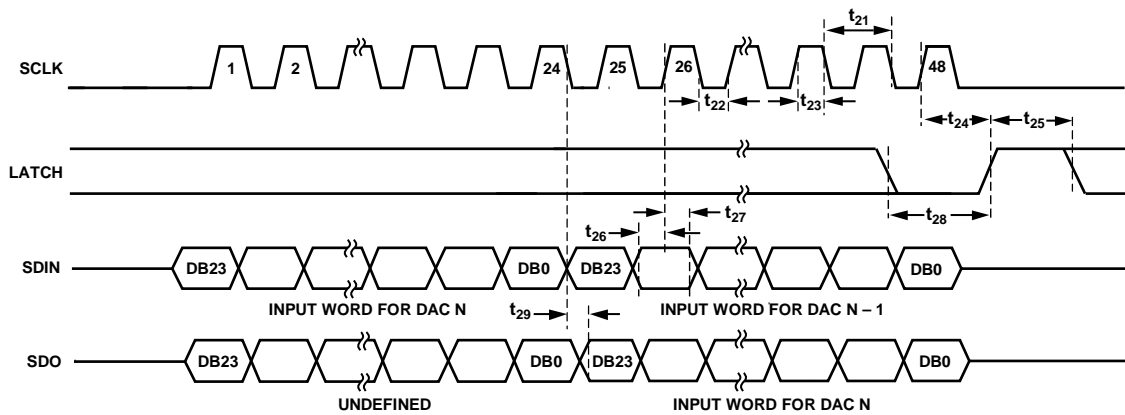 t21
SCLK 1 2 24 25 26 48
t22 t23 t24 t25
LATCH
t28
t27
t26
SDIN DB23 DB0 DB23 DB0
INPUT WORD FOR DAC N INPUT WORD FOR DAC N – 1
t29
SDO DB23 DB0 DB23 DB0
UNDEFINED INPUT WORD FOR DAC N